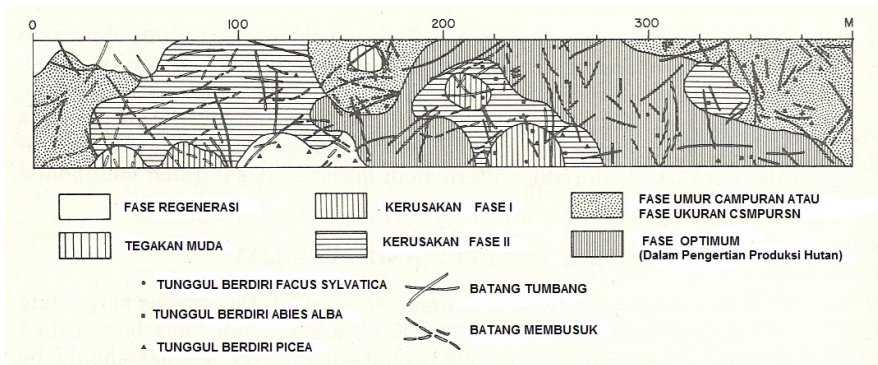 0 100 200 300 M
FASE REGENERASI
TEGAKAN MUDA
KERUSAKAN FASE I
KERUSAKAN FASE II
FASE UMUR CAMPURAN ATAU
FASE UKURAN CSMPURSN
FASE OPTIMUM
(Dalam Pengertian Produksi Hutan)
TUNGGUL BERDIRI FACUS SYLVATICA
TUNGGUL BERDIRI ABIES ALBA
TUNGGUL BERDIRI PICEA
BATANG TUMBANG
BATANG MEMBUSUK